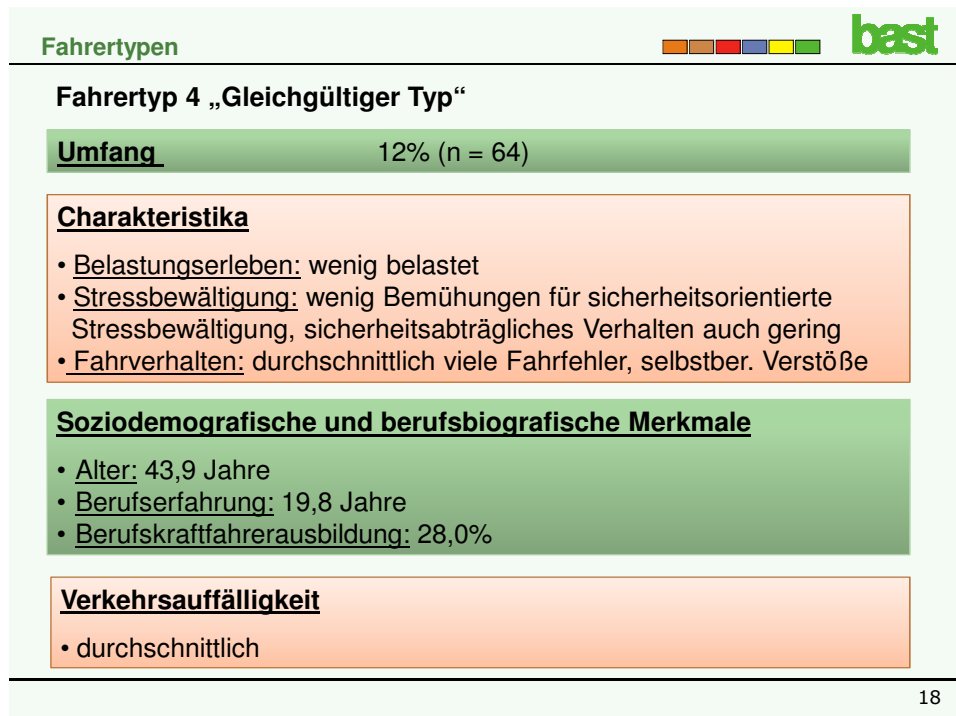 Fahrertypen
bast
Fahrertyp 4 „Gleichgültiger Typ“
Umfang 12% (n = 64)
Charakteristika
• Belastungserleben: wenig belastet
• Stressbewältigung: wenig Bemühungen für sicherheitsorientierte
Stressbewältigung, sicherheitsabträgliches Verhalten auch gering
• Fahrverhalten: durchschnittlich viele Fahrfehler, selbstber. Verstöße
Soziodemografische und berufsbiografische Merkmale
• Alter: 43,9 Jahre
• Berufserfahrung: 19,8 Jahre
• Berufskraftfahrerausbildung: 28,0%
Verkehrsauffälligkeit
• durchschnittlich
18